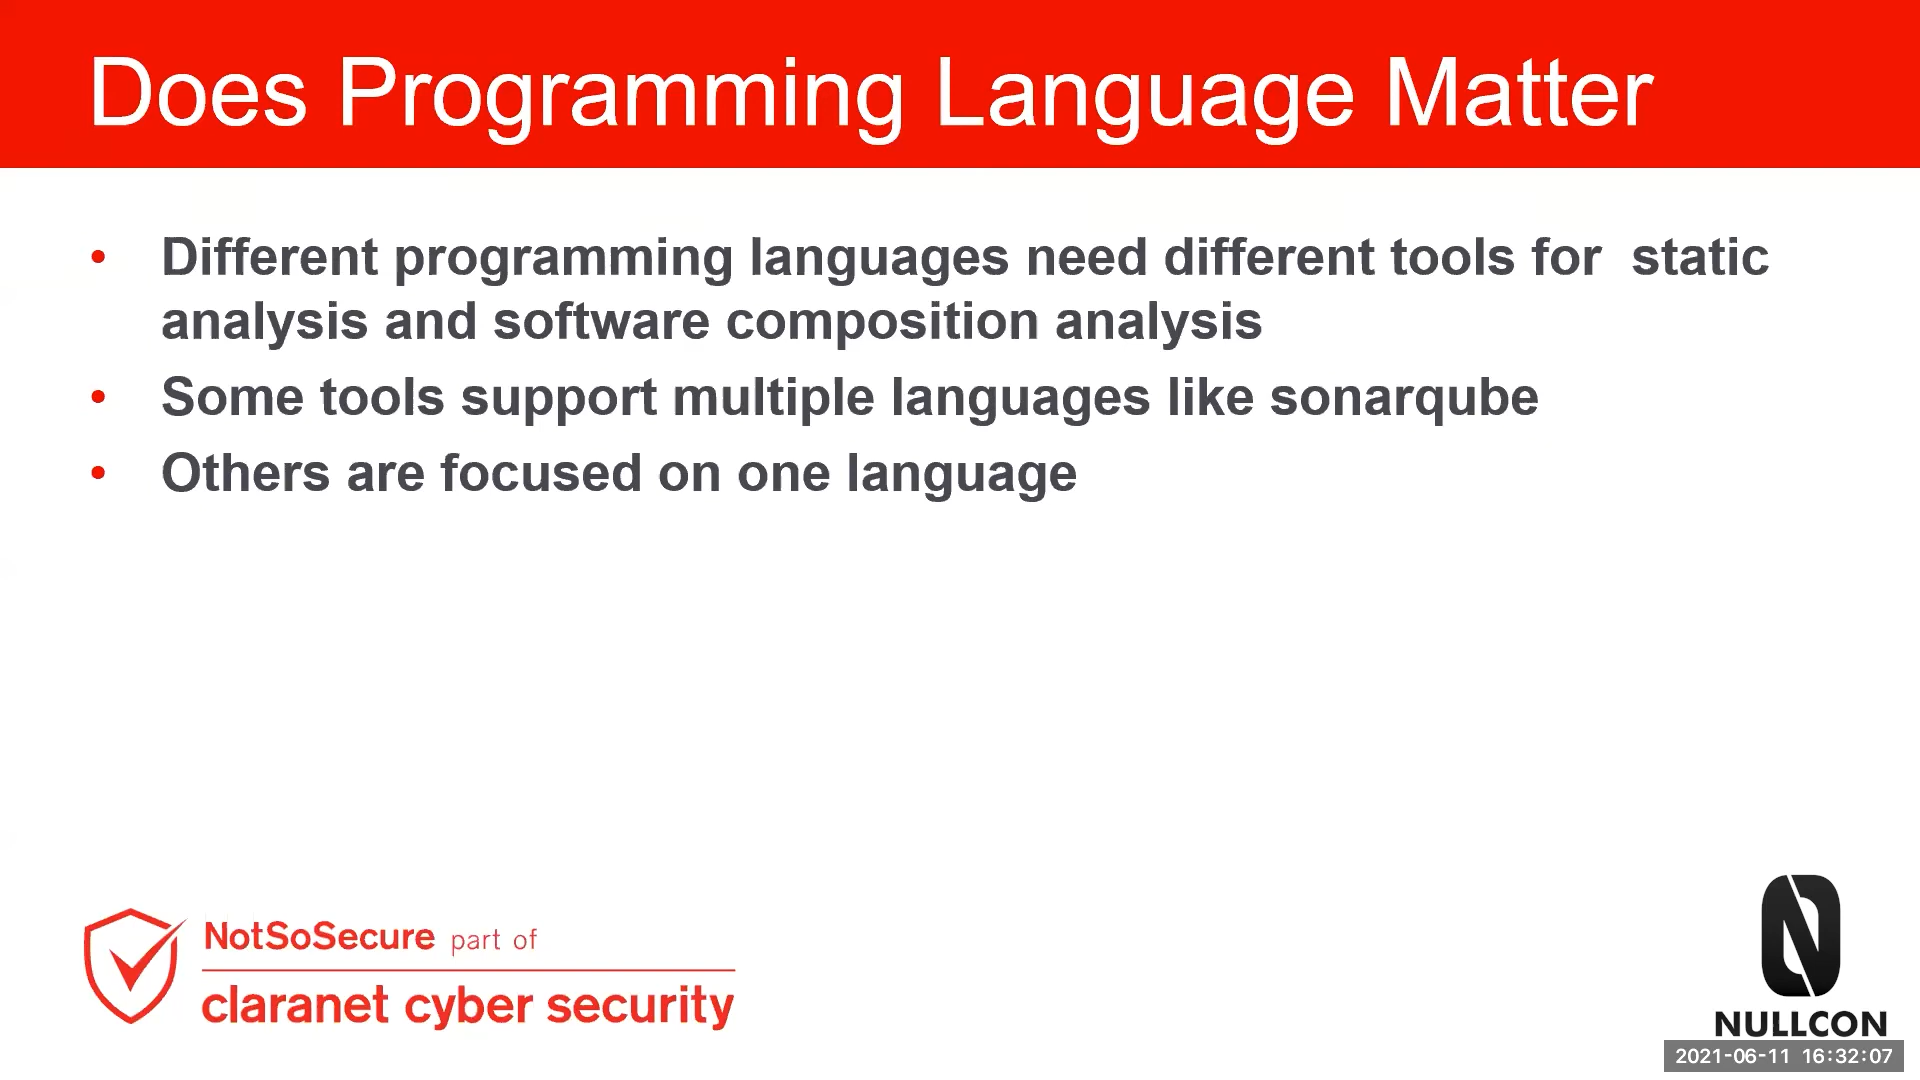 Does Programming Language Matter
• Different programming languages need different tools for  static
analysis and software composition analysis
• Some tools support multiple languages like sonarqube
• Others are focused on one language
NotSoSecure part of
claranet cyber security
NULLCON
2021-06-11 16:32:07